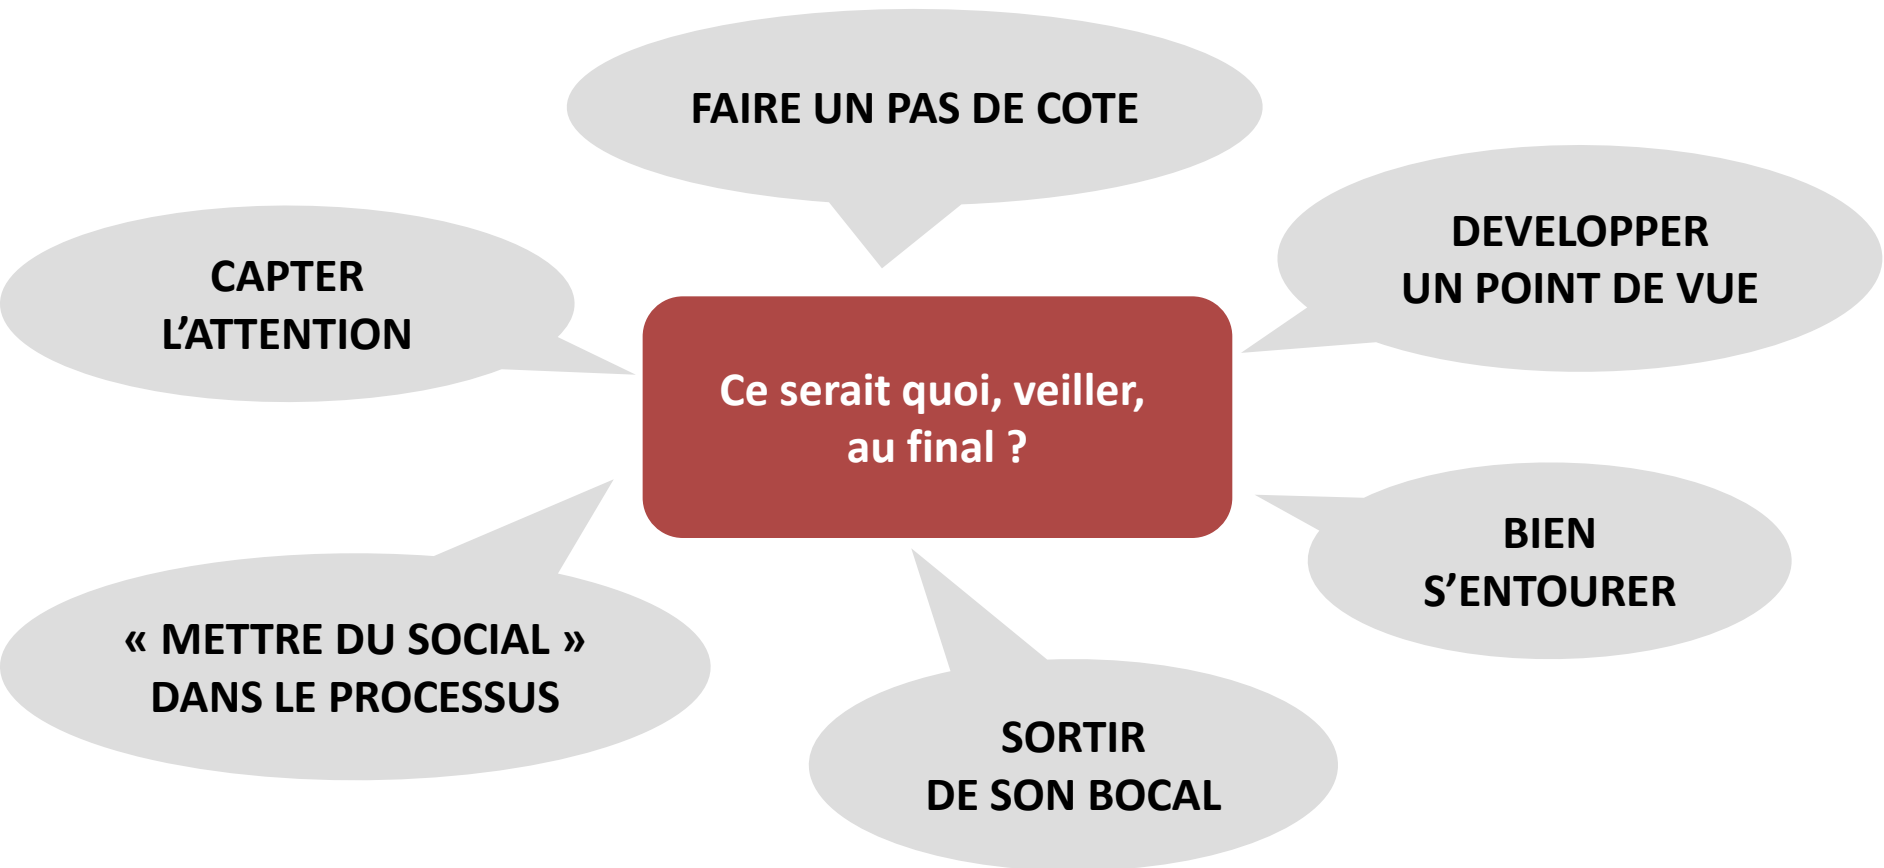 FAIRE UN PAS DE COTE
DEVELOPPER
UN POINT DE VUE
CAPTER
L’ATTENTION
Ce serait quoi, veiller,
au final ?
BIEN
S’ENTOURER
« METTRE DU SOCIAL »
DANS LE PROCESSUS
SORTIR
DE SON BOCAL